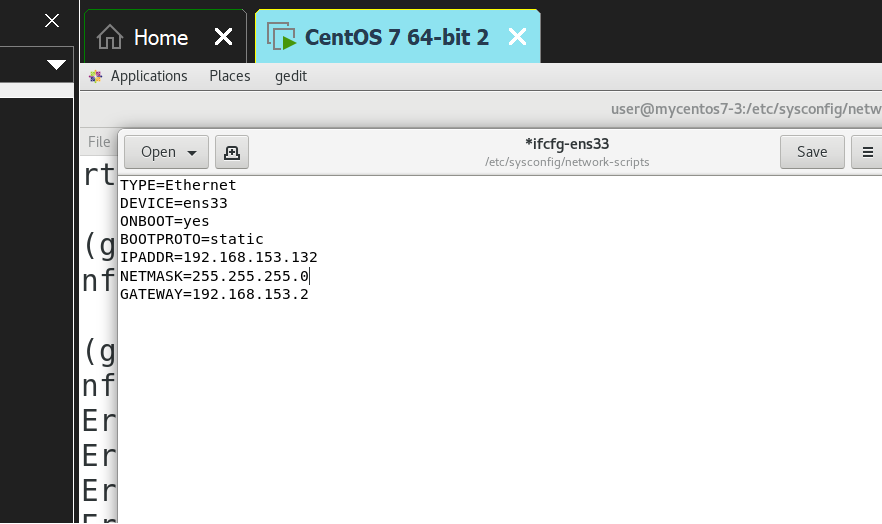 Home
CentOS 7 64-bit 2
Applications Places gedit
user@mycentos7-3:/etc/sysconfig/netw
File
Open
*ifcfg-ens33
/etc/sysconfig/network-scripts
Save
TYPE=Ethernet
DEVICE=ens33
ONBOOT=yes
BOOTPROTO=static
IPADDR=192.168.153.132
NETMASK=255.255.255.0
GATEWAY=192.168.153.2
rt
(g
nf
(g
nf
Er
Er
Er
Er